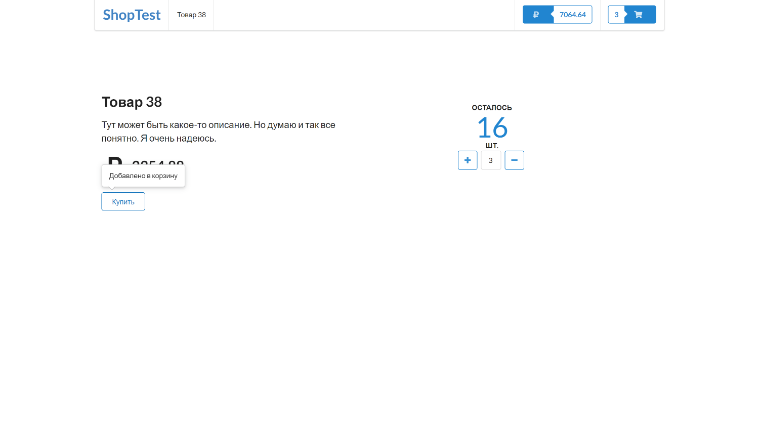 ShopTest
Товар 38
7064.64
3
Товар 38
Тут может быть какое-то описание. Но думаю и так все
понятно. Я очень надеюсь.
Добавлено в корзину
Купить
ОСТАЛОСЬ
16
ШТ.
3